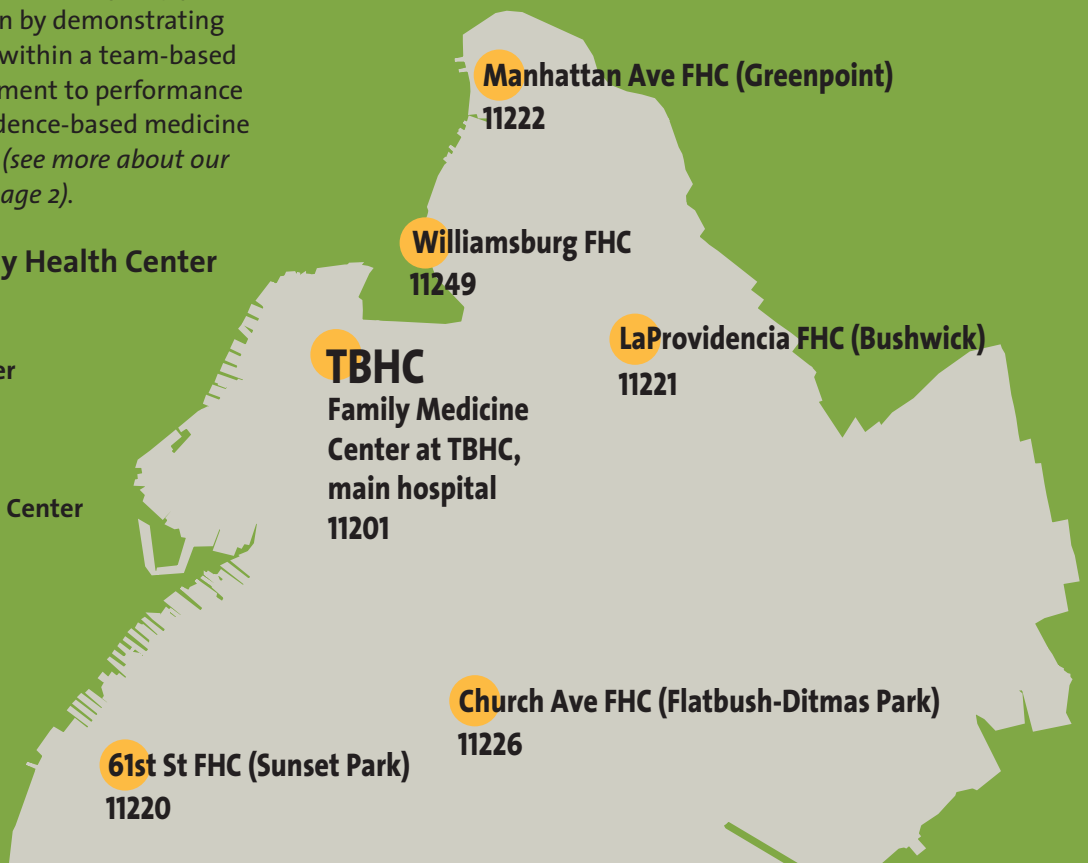 n by demonstrating
within a team-based
ment to performance
dence-based medicine
(see more about our
age 2).
y Health Center
er
Center
Manhattan Ave FHC (Greenpoint)
11222
Williamsburg FHC
11249
LaProvidencia FHC (Bushwick)
11221
TBHC
Family Medicine
Center at TBHC,
main hospital
11201
Church Ave FHC (Flatbush-Ditmas Park)
11226
61st St FHC (Sunset Park)
11220